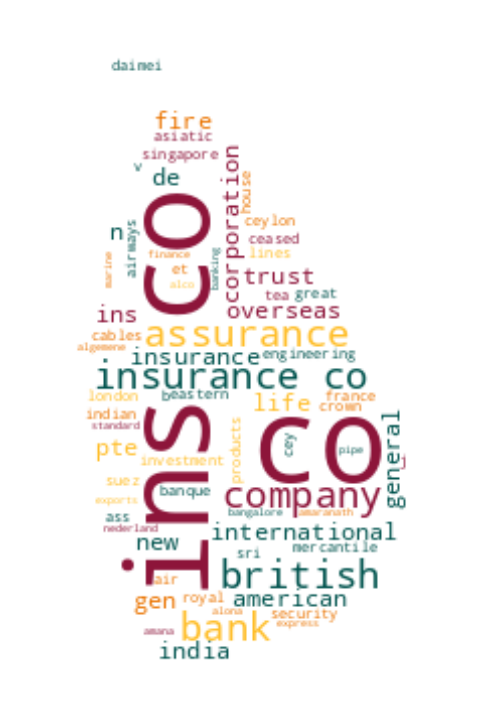 daimei
fire
asiatic
singapore
v
de
corporation
house
n
airways
ins co
ceylon
ceased
lines
finance
banking
marine
et
alco
trust
tea great
ins
overseas
cables
assurance
algemene
insurance
engineering
insurance co
london
eastern
life
france
crown
indian
standard
co
general
pte
products
cey
pipe
investment
suez
banque
company
exports
ass
bangalore
amaranath
nederland
new
international
sri
mercantile
air
british
gen
royal
american
alona
security
express
bank
amana
india